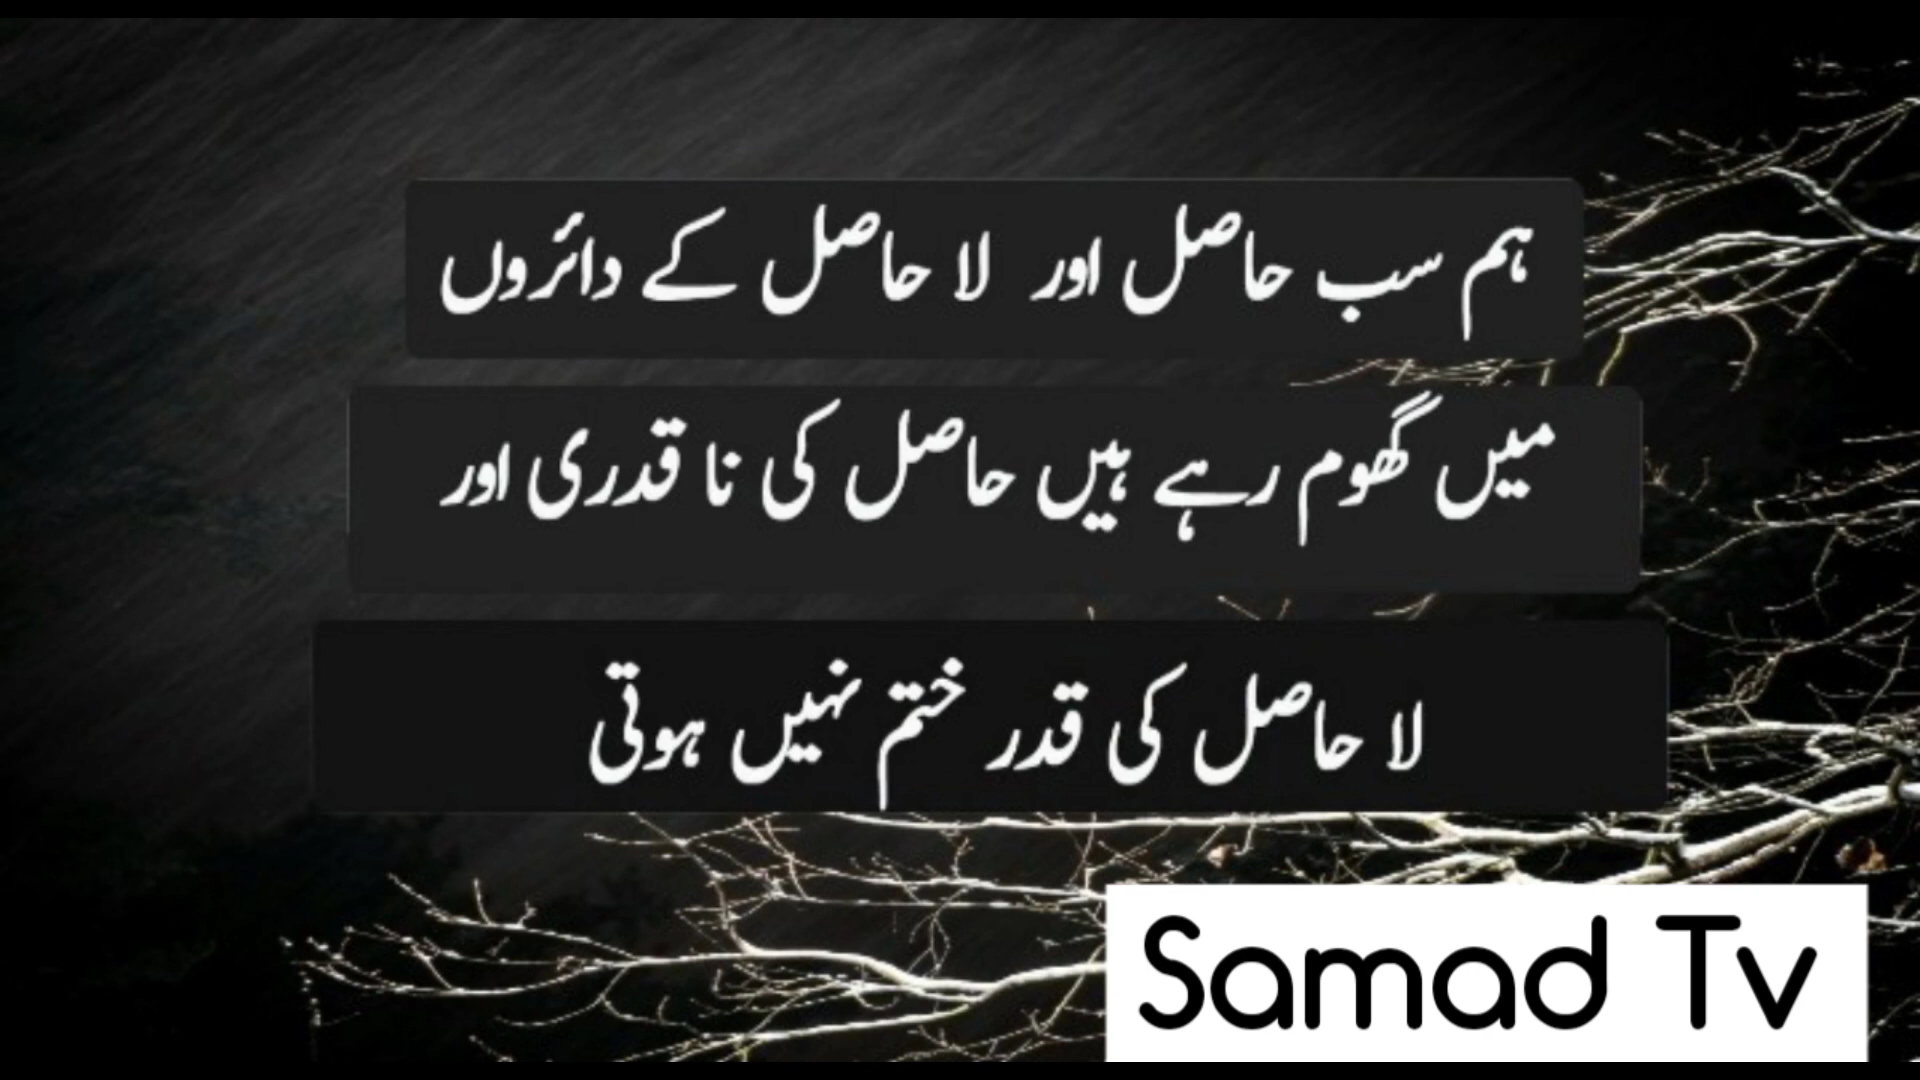 ہم سب حاصل اور لا حاصل کے دائروں
میں گھوم رہے ہیں حاصل کی نا قدری اور
لا حاصل کی قدر ختم نہیں ہوتی
Samad Tv